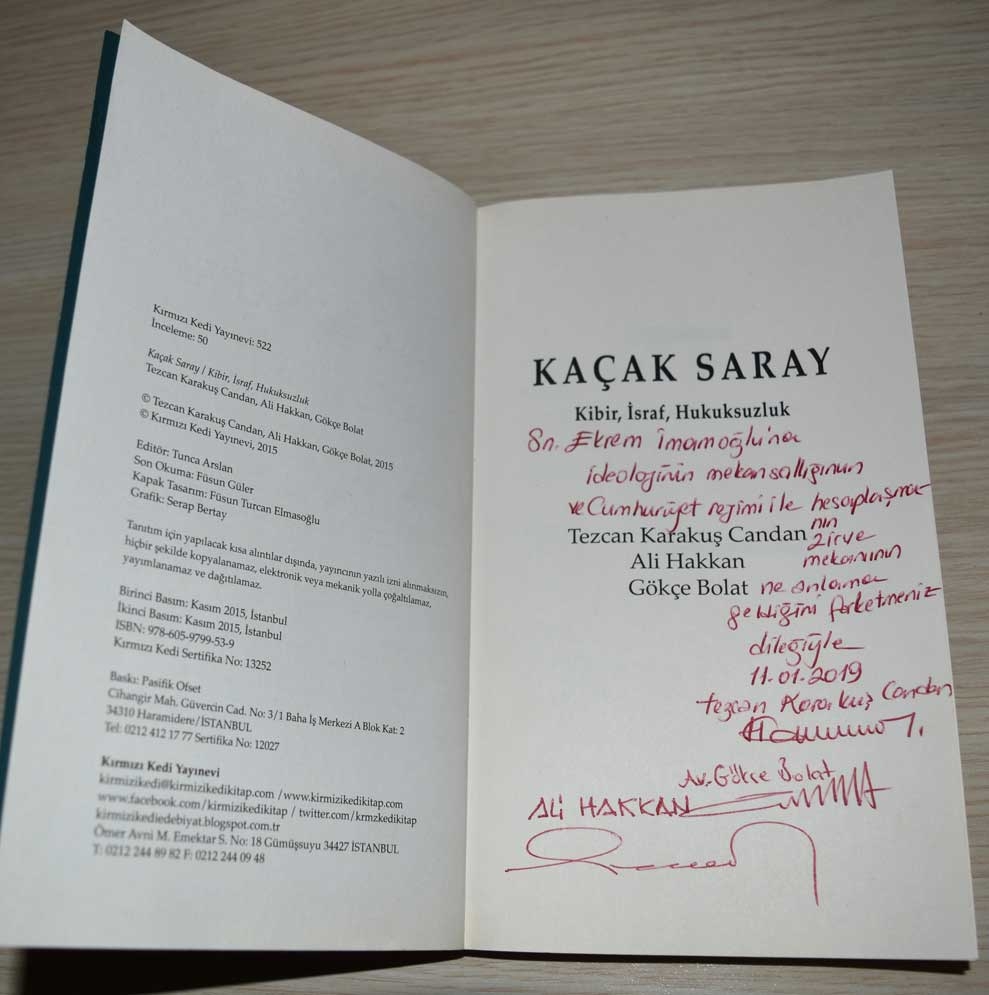 Kırmızı Kedi Yayınevi: 522
İnceleme: 50
Kaçak Saray / Kibir, İsraf, Hukuksuzluk
Tezcan Karakuş Candan, Ali Hakkan, Gökçe Bolat
© Tezcan Karakuş Candan, Ali Hakkan, Gökçe Bolat, 2015
© Kırmızı Kedi Yayınevi, 2015
Editör: Tunca Arslan
Son Okuma: Füsun Güler
Kapak Tasarım: Füsun Turcan Elmasoğlu
Grafik: Serap Bertay
Tanıtım için yapılacak kısa alıntılar dışında, yayıncının yazılı izni alınmaksızın,
hiçbir şekilde kopyalanamaz, elektronik veya mekanik yolla çoğaltılamaz,
yayımlanamaz ve dağıtılamaz.
Birinci Basım: Kasım 2015, İstanbul
İkinci Basım: Kasım 2015, İstanbul
ISBN: 978-605-9799-53-9
Kırmızı Kedi Sertifika No: 13252
Baskı: Pasifik Ofset
Cihangir Mah. Güvercin Cad. No: 3/1 Baha İş Merkezi A Blok Kat: 2
34310 Haramidere/İSTANBUL
Tel: 0212 412 17 77 Sertifika No: 12027
Kırmızı Kedi Yayınevi
kirmizikedi@kirmizikedikitap.com / www.kirmizikedikitap.com
www.facebook.com/kirmizikedikitap / twitter.com/krmzkedikitap
kirmizikediedebiyat.blogspot.com.tr
Ömer Avni M. Emektar S. No: 18 Gümüşsuyu 34427 İSTANBUL
T: 0212 244 89 82 F: 0212 244 09 48
KAÇAK SARAY
Kibir, İsraf, Hukuksuzluk
Sn. Ekrem İmamoğlu'na
ideolojinin mekansallığının
ve Cumhuriyet rejimi ile hesaplaşma
nın
Tezcan Karakuş Candan zirve
Ali Hakkan mekanının
Gökçe Bolat ne anlama
geldiğini farketmeniz
dileğiyle
11.01.2019
Tezcan Karakuş Candan
Av. Gökçe Bolat
ALİ HAKKAN